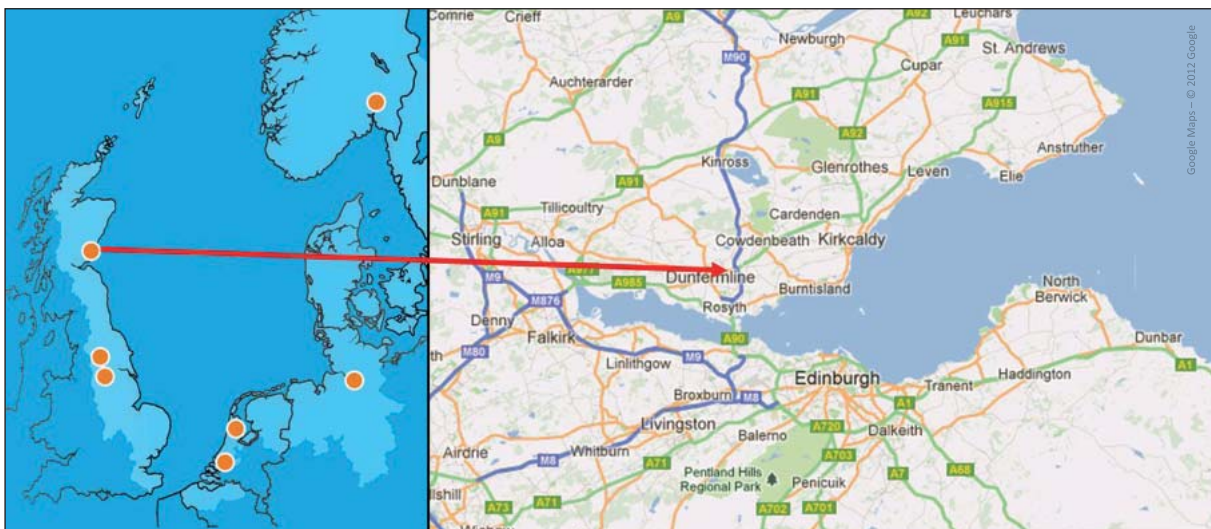 Comrie
Crieff
A9
A92
Leuchars
Newburgh
A91
St. Andrews
M90
Cupar
Auchterarder
A91
A915
A9
A92
Anstruther
Kinross
Glenrothes
Leven
Elie
Dunblane
A91
Tillicoultry
Cardenden
A91
Stirling
Alloa
Cowdenbeath
Kirkcaldy
A977
Dunfermline
M9
A985
Burntisland
North
Berwick
M876
Rosyth
Denny
Falkirk
A90
Dunbar
M80
Linlithgow
M9
A1
Haddington
Edinburgh
Tranent
Broxburn
M8
A1
Livingston
A720
Dalkeith
Airdrie
Whitburn
A71
Balerno
A703
M8
A7
A68
Pentland Hills
Regional Park
Penicuik
A73
A71
A702
A701
Google Maps – © 2012 Google